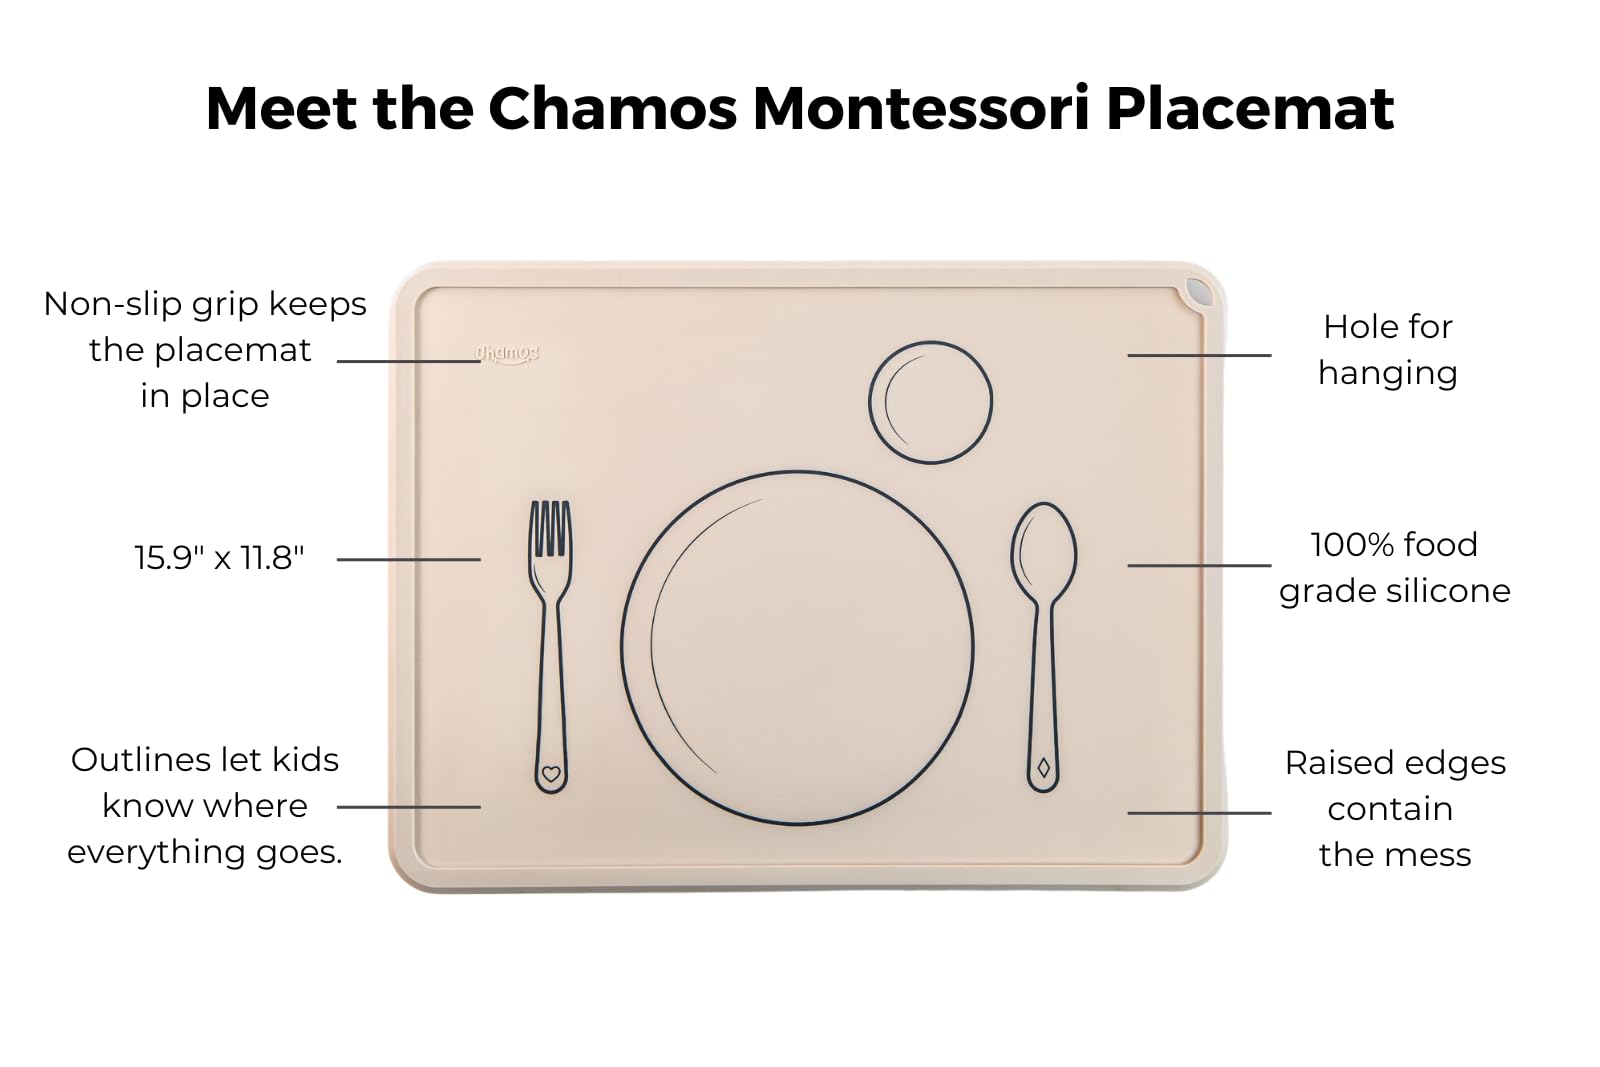 Meet the Chamos Montessori Placemat
Non-slip grip keeps
the placemat
in place
chamos
Hole for
hanging
15.9" x 11.8"
100% food
grade silicone
Outlines let kids
know where
everything goes.
Raised edges
contain
the mess